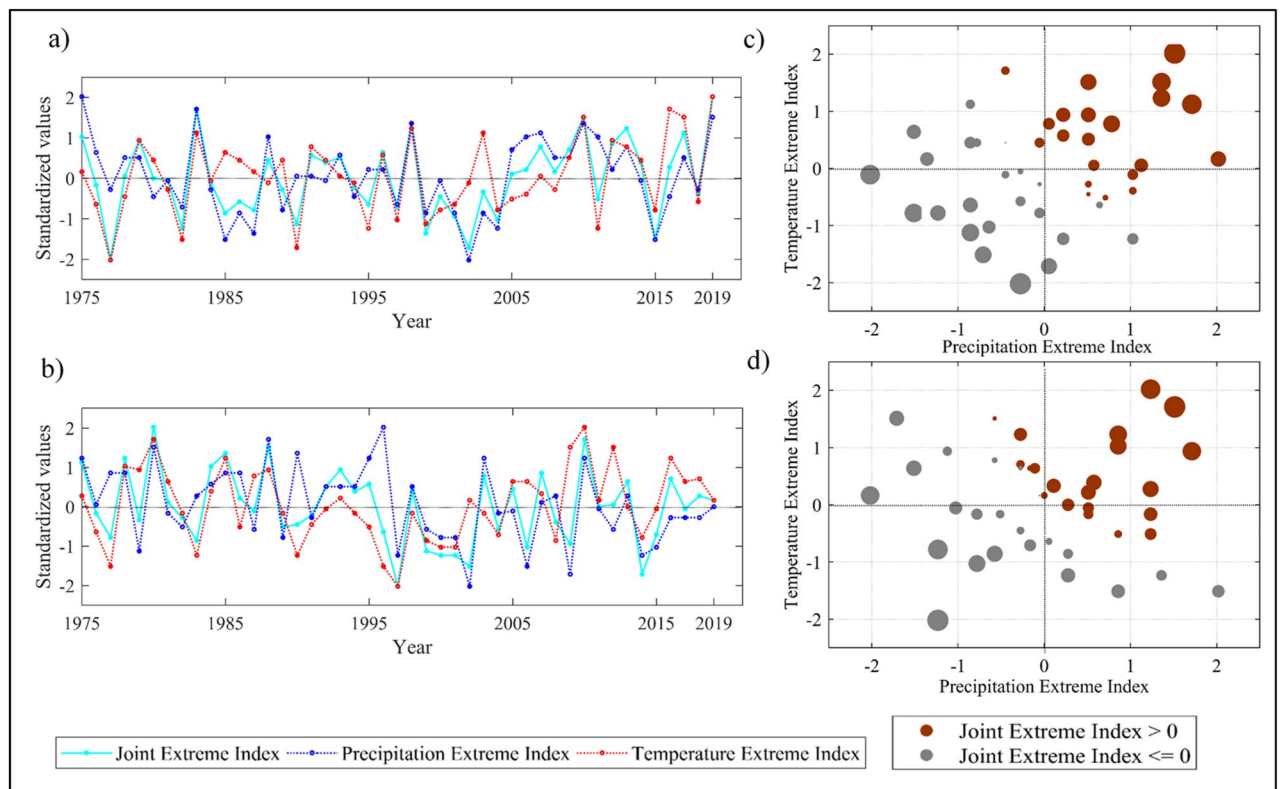 a)
Standardized values
2
1
0
-1
-2
1975 1985 1995 2005 2015 2019
Year
b)
Standardized values
2
1
0
-1
-2
1975 1985 1995 2005 2015 2019
Year
c)
Temperature Extreme Index
2
1
0
-1
-2
-2 -1 0 1 2
Precipitation Extreme Index
d)
Temperature Extreme Index
2
1
0
-1
-2
-2 -1 0 1 2
Precipitation Extreme Index
Joint Extreme Index Precipitation Extreme Index Temperature Extreme Index
Joint Extreme Index > 0
Joint Extreme Index <= 0